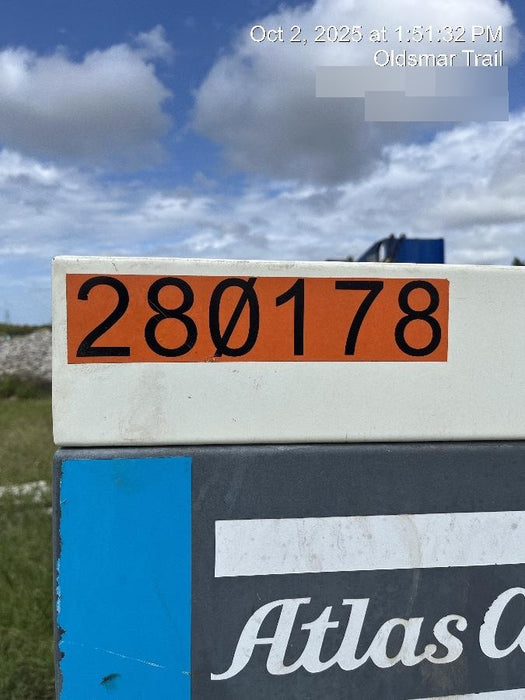 Oct 2, 2025 at 1:51:32 PM
Oldsmar Trail
28Ø178
Atlas C